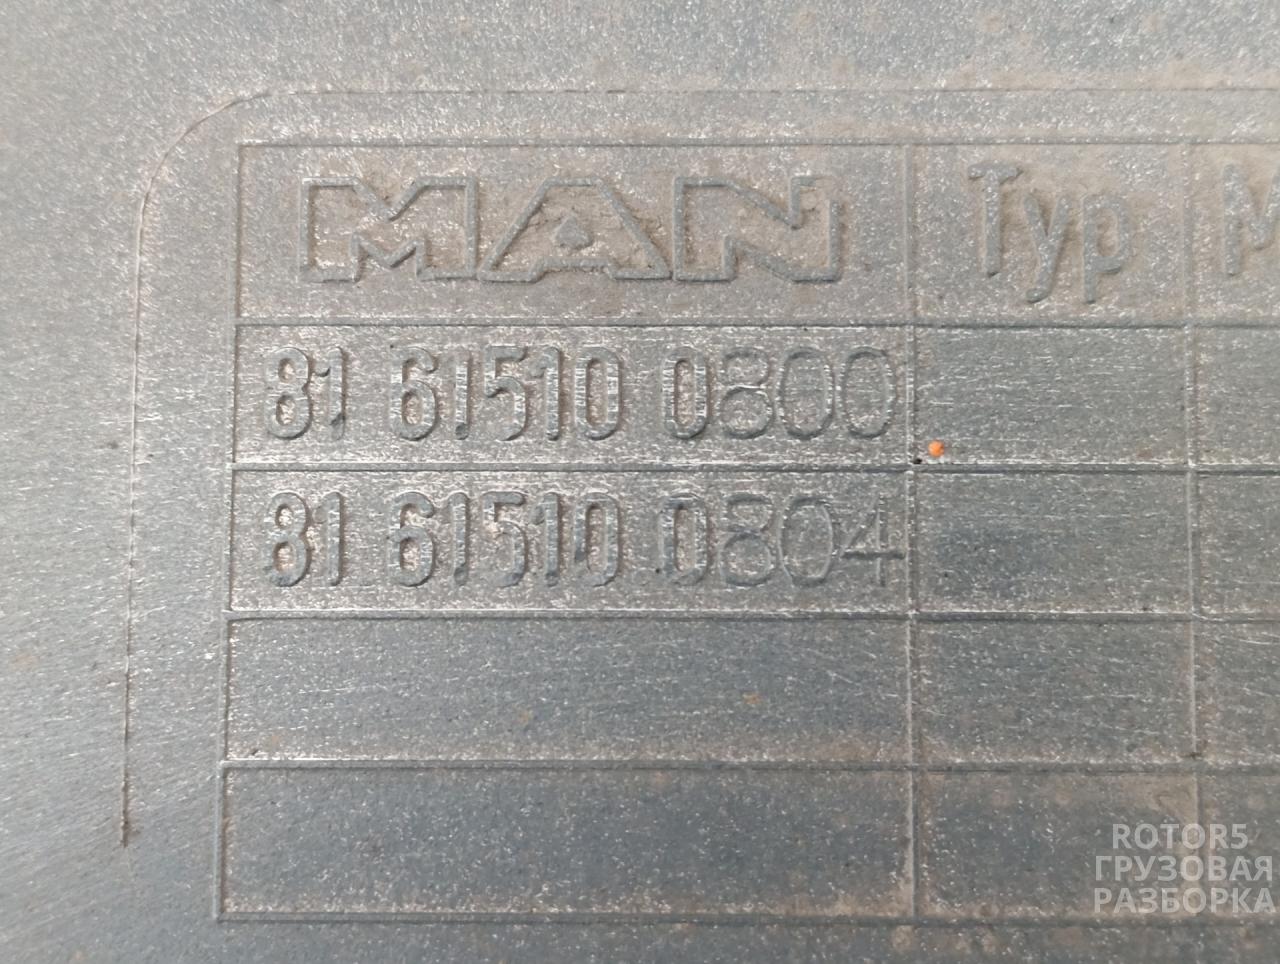 MAN Typ M
81 61510 0800
81 61510 0804
ROTOR5
ГРУЗОВАЯ
РАЗБОРКА